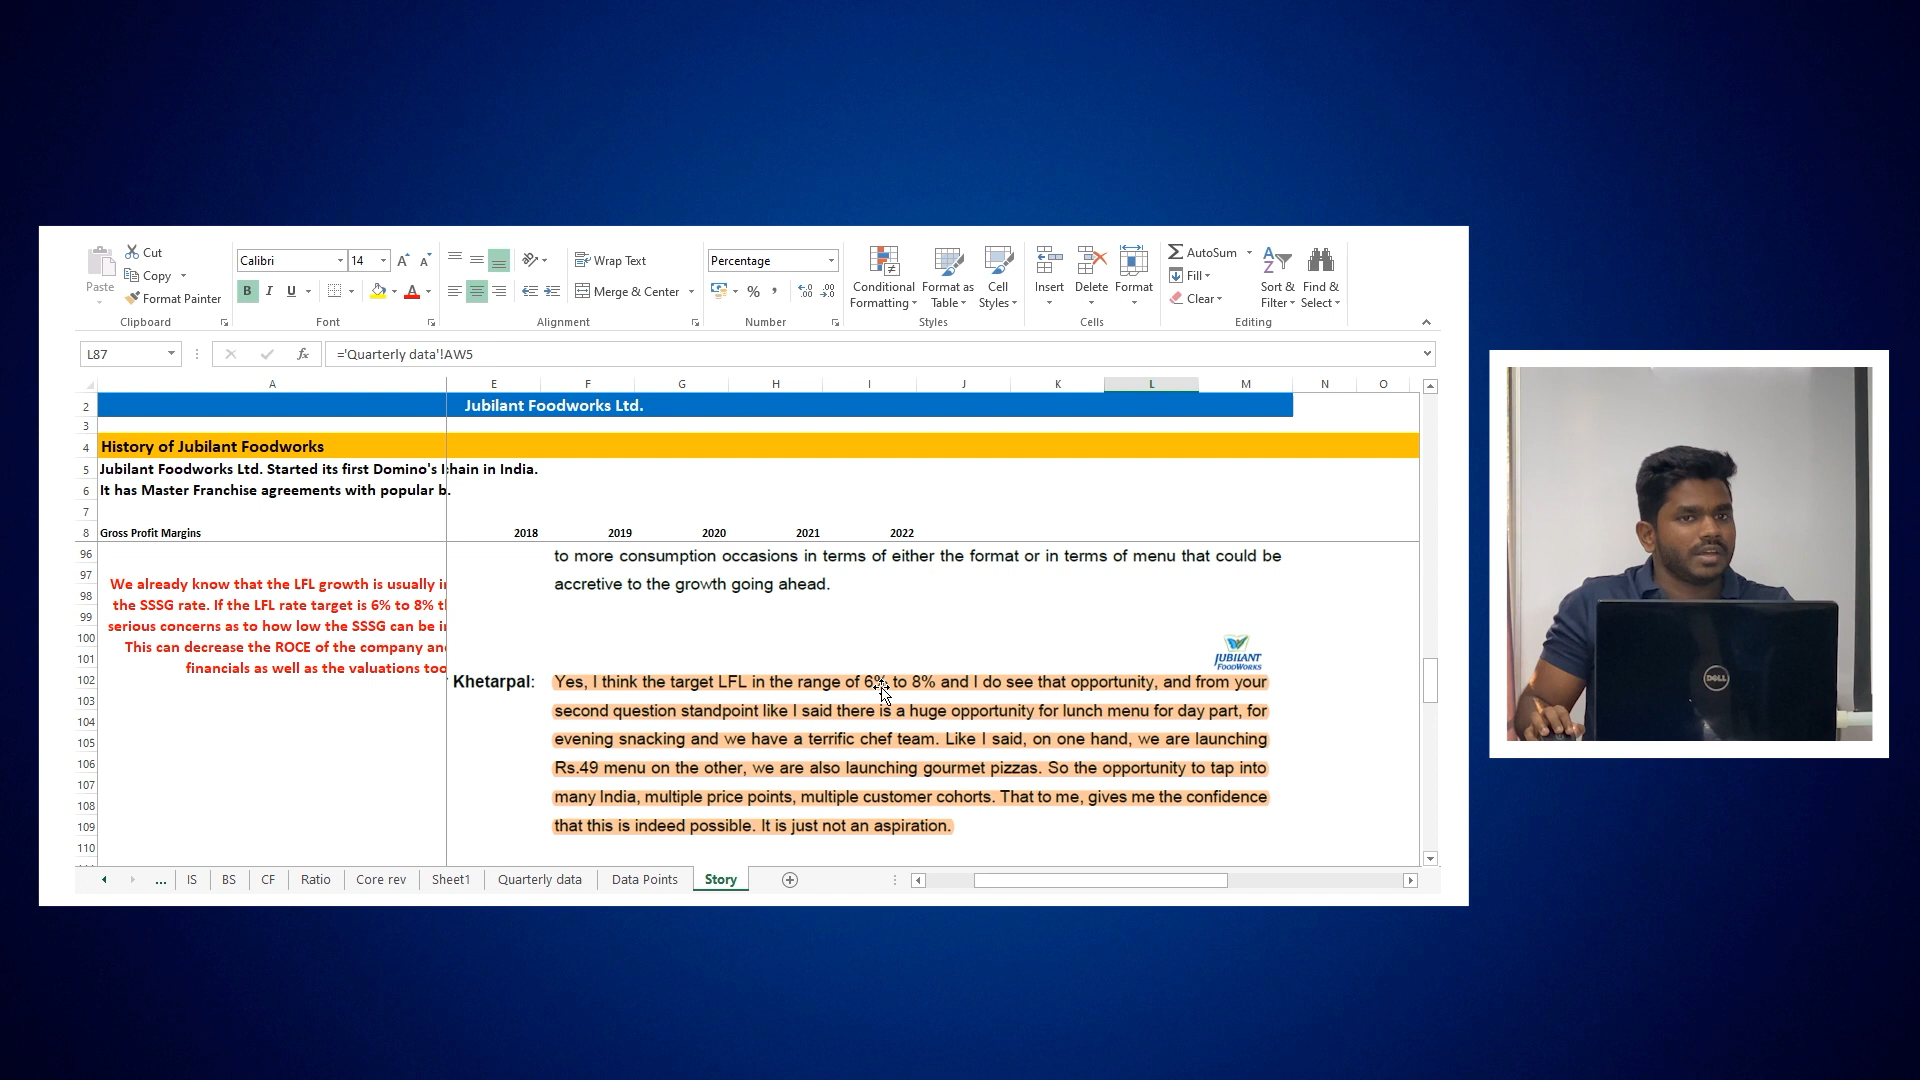 Cut
Copy
Format Painter
Paste
Clipboard
Calibri
14
B I U
Font
Wrap Text
Merge & Center
Alignment
Percentage
Number
Conditional Formatting
Format as Table
Cell Styles
Styles
Insert
Delete
Format
Cells
AutoSum
Fill
Clear
Sort & Filter
Find & Select
Editing
L87
='Quarterly data'!AW5
A E F G H I J K L M N O
2 Jubilant Foodworks Ltd.
3
4 History of Jubilant Foodworks
5 Jubilant Foodworks Ltd. Started its first Domino's chain in India.
6 It has Master Franchise agreements with popular b.
7
8 Gross Profit Margins 2018 2019 2020 2021 2022
96 to more consumption occasions in terms of either the format or in terms of menu that could be
97 accretive to the growth going ahead.
We already know that the LFL growth is usually
98 the SSSG rate. If the LFL rate target is 6% to 8%
99 serious concerns as to how low the SSSG can be
100 This can decrease the ROCE of the company
101 financials as well as the valuations too
JUBILANT
FOODWORKS
102 Khetarpal: Yes, I think the target LFL in the range of 6% to 8% and I do see that opportunity, and from your
103 second question standpoint like I said there is a huge opportunity for lunch menu for day part, for
104 evening snacking and we have a terrific chef team. Like I said, on one hand, we are launching
105
106 Rs.49 menu on the other, we are also launching gourmet pizzas. So the opportunity to tap into
107 many India, multiple price points, multiple customer cohorts. That to me, gives me the confidence
108
109 that this is indeed possible. It is just not an aspiration.
110
... IS BS CF Ratio Core rev Sheet1 Quarterly data Data Points Story
DELL